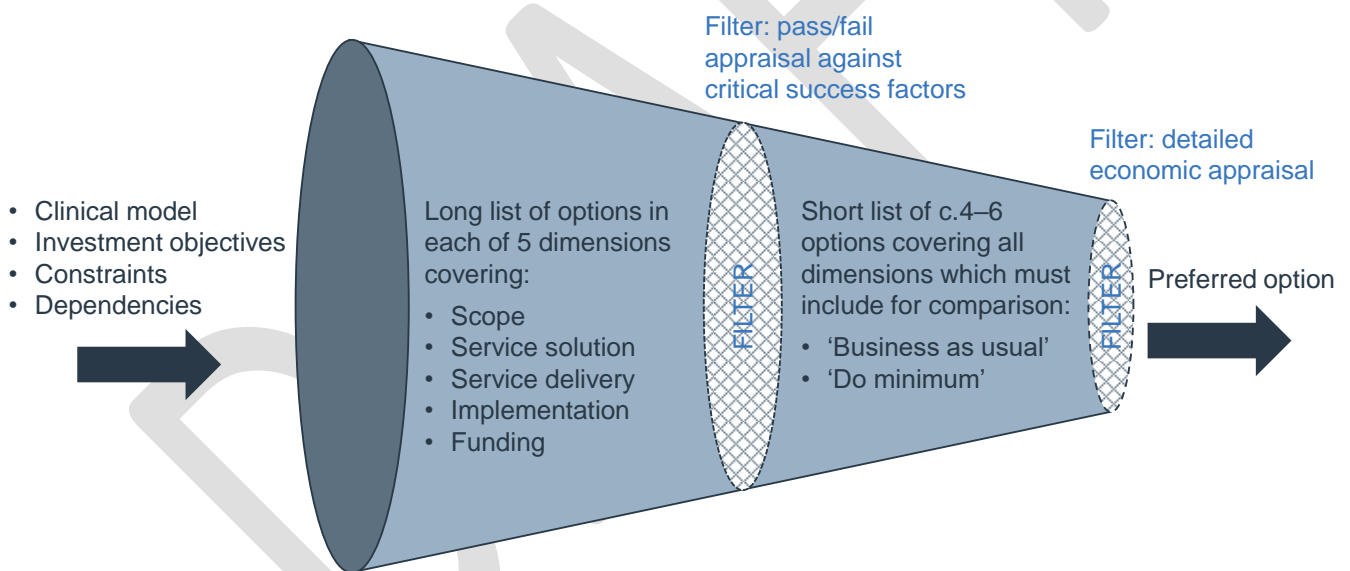 Filter: pass/fail
appraisal against
critical success factors
Filter: detailed
economic appraisal
• Clinical model
• Investment objectives
• Constraints
• Dependencies
Long list of options in
each of 5 dimensions
covering:
• Scope
• Service solution
• Service delivery
• Implementation
• Funding
FILTER
Short list of c.4–6
options covering all
dimensions which must
include for comparison:
• ‘Business as usual’
• ‘Do minimum’
FILTER
Preferred option